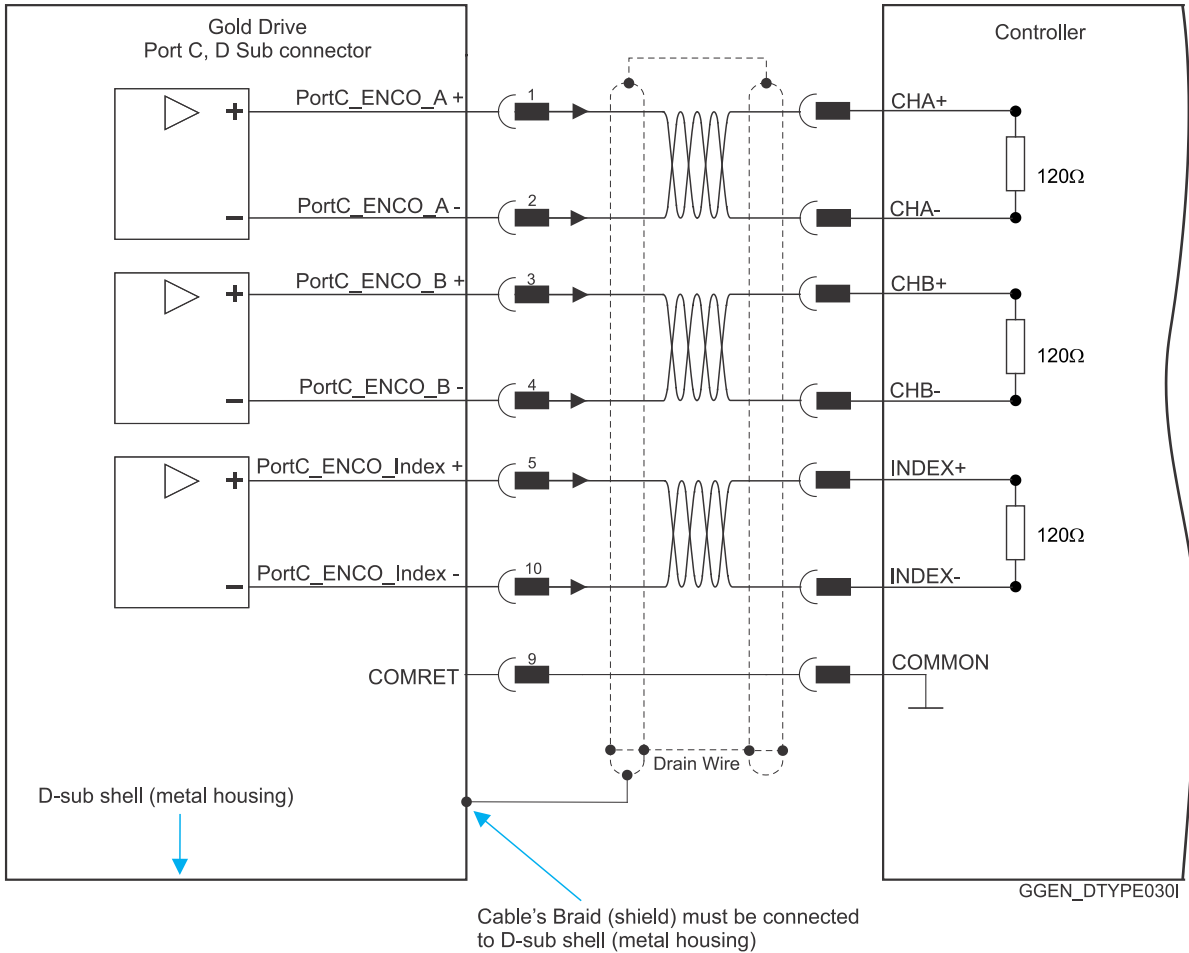 Gold Drive
Port C, D Sub connector
Controller
PortC_ENCO_A +
1
CHA+
+
120Ω
PortC_ENCO_A -
2
CHA-
–
PortC_ENCO_B +
3
CHB+
+
120Ω
PortC_ENCO_B -
4
CHB-
–
PortC_ENCO_Index +
5
INDEX+
+
120Ω
PortC_ENCO_Index -
10
INDEX-
–
COMRET
9
COMMON
Drain Wire
D-sub shell (metal housing)
GGEN_DTYPE030I
Cable's Braid (shield) must be connected
to D-sub shell (metal housing)